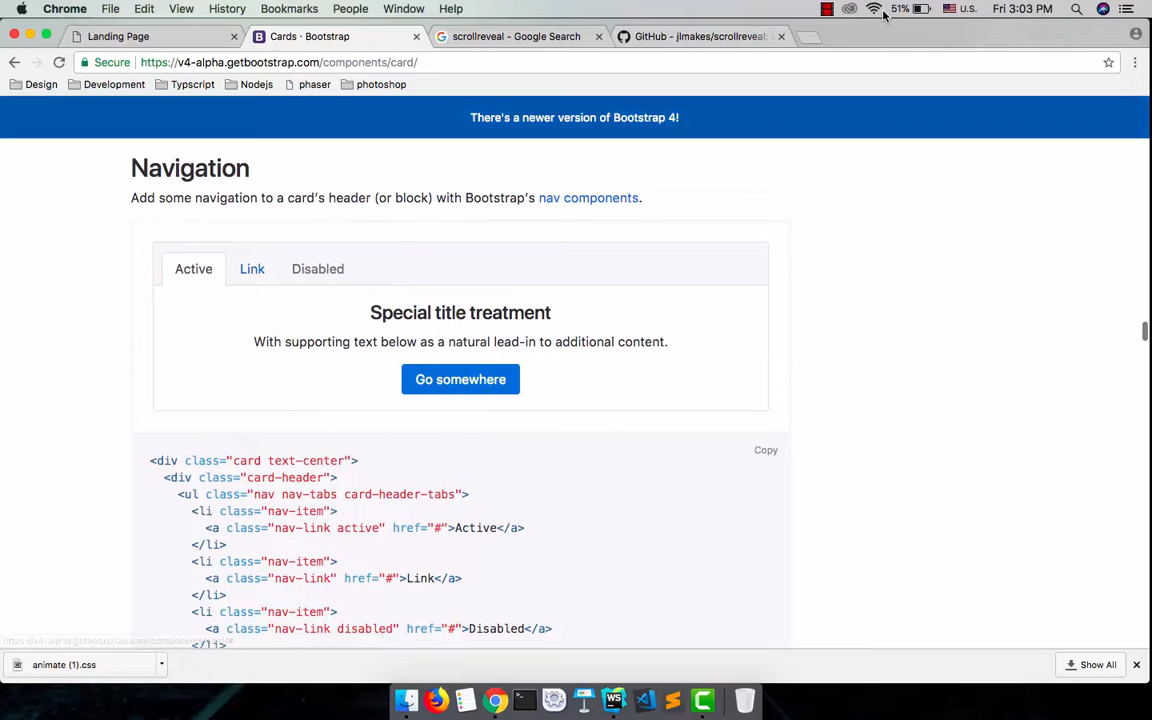 Chrome File Edit View History Bookmarks People Window Help 51% U.S. Fri 3:03 PM
Landing Page Cards · Bootstrap scrollreveal - Google Search GitHub - jlmakes/scrollreveal:
Secure https://v4-alpha.getbootstrap.com/components/card/
Design Development Typscript Nodejs phaser photoshop
There's a newer version of Bootstrap 4!
Navigation
Add some navigation to a card's header (or block) with Bootstrap's nav components.
Active Link Disabled
Special title treatment
With supporting text below as a natural lead-in to additional content.
Go somewhere
Copy
<div class="card text-center">
<div class="card-header">
<ul class="nav nav-tabs card-header-tabs">
<li class="nav-item">
<a class="nav-link active" href="#">Active</a>
</li>
<li class="nav-item">
<a class="nav-link" href="#">Link</a>
</li>
<li class="nav-item">
<a class="nav-link disabled" href="#">Disabled</a>
</li>
animate (1).css Show All